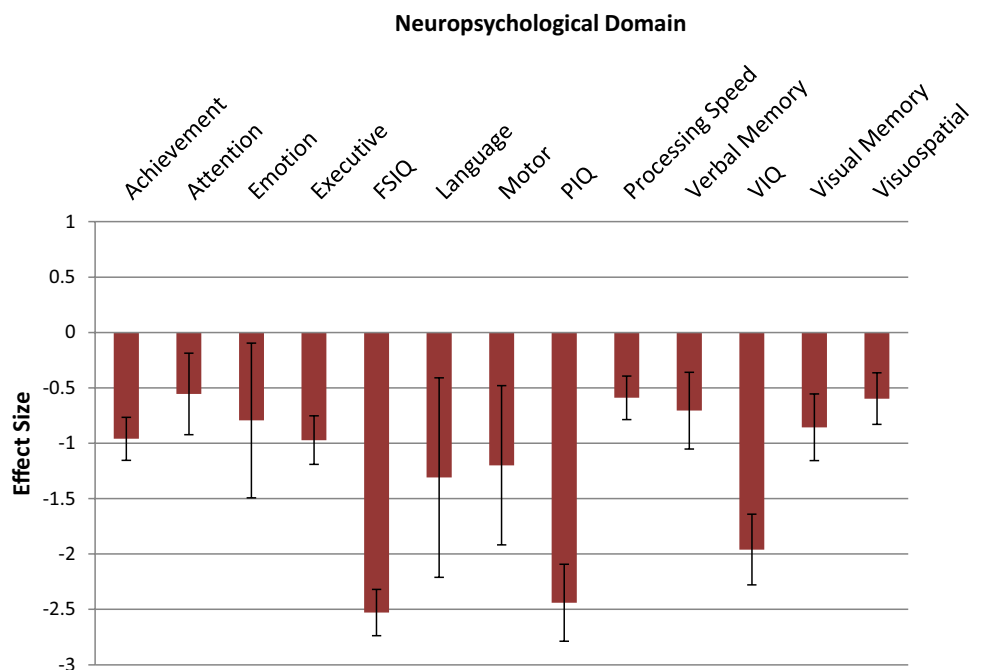 Neuropsychological Domain
Achievement
Attention
Emotion
Executive
FSIQ
Language
Motor
PIQ
Processing Speed
Verbal Memory
VIQ
Visual Memory
Visuospatial
1
0.5
0
-0.5
-1
-1.5
-2
-2.5
-3
Effect Size